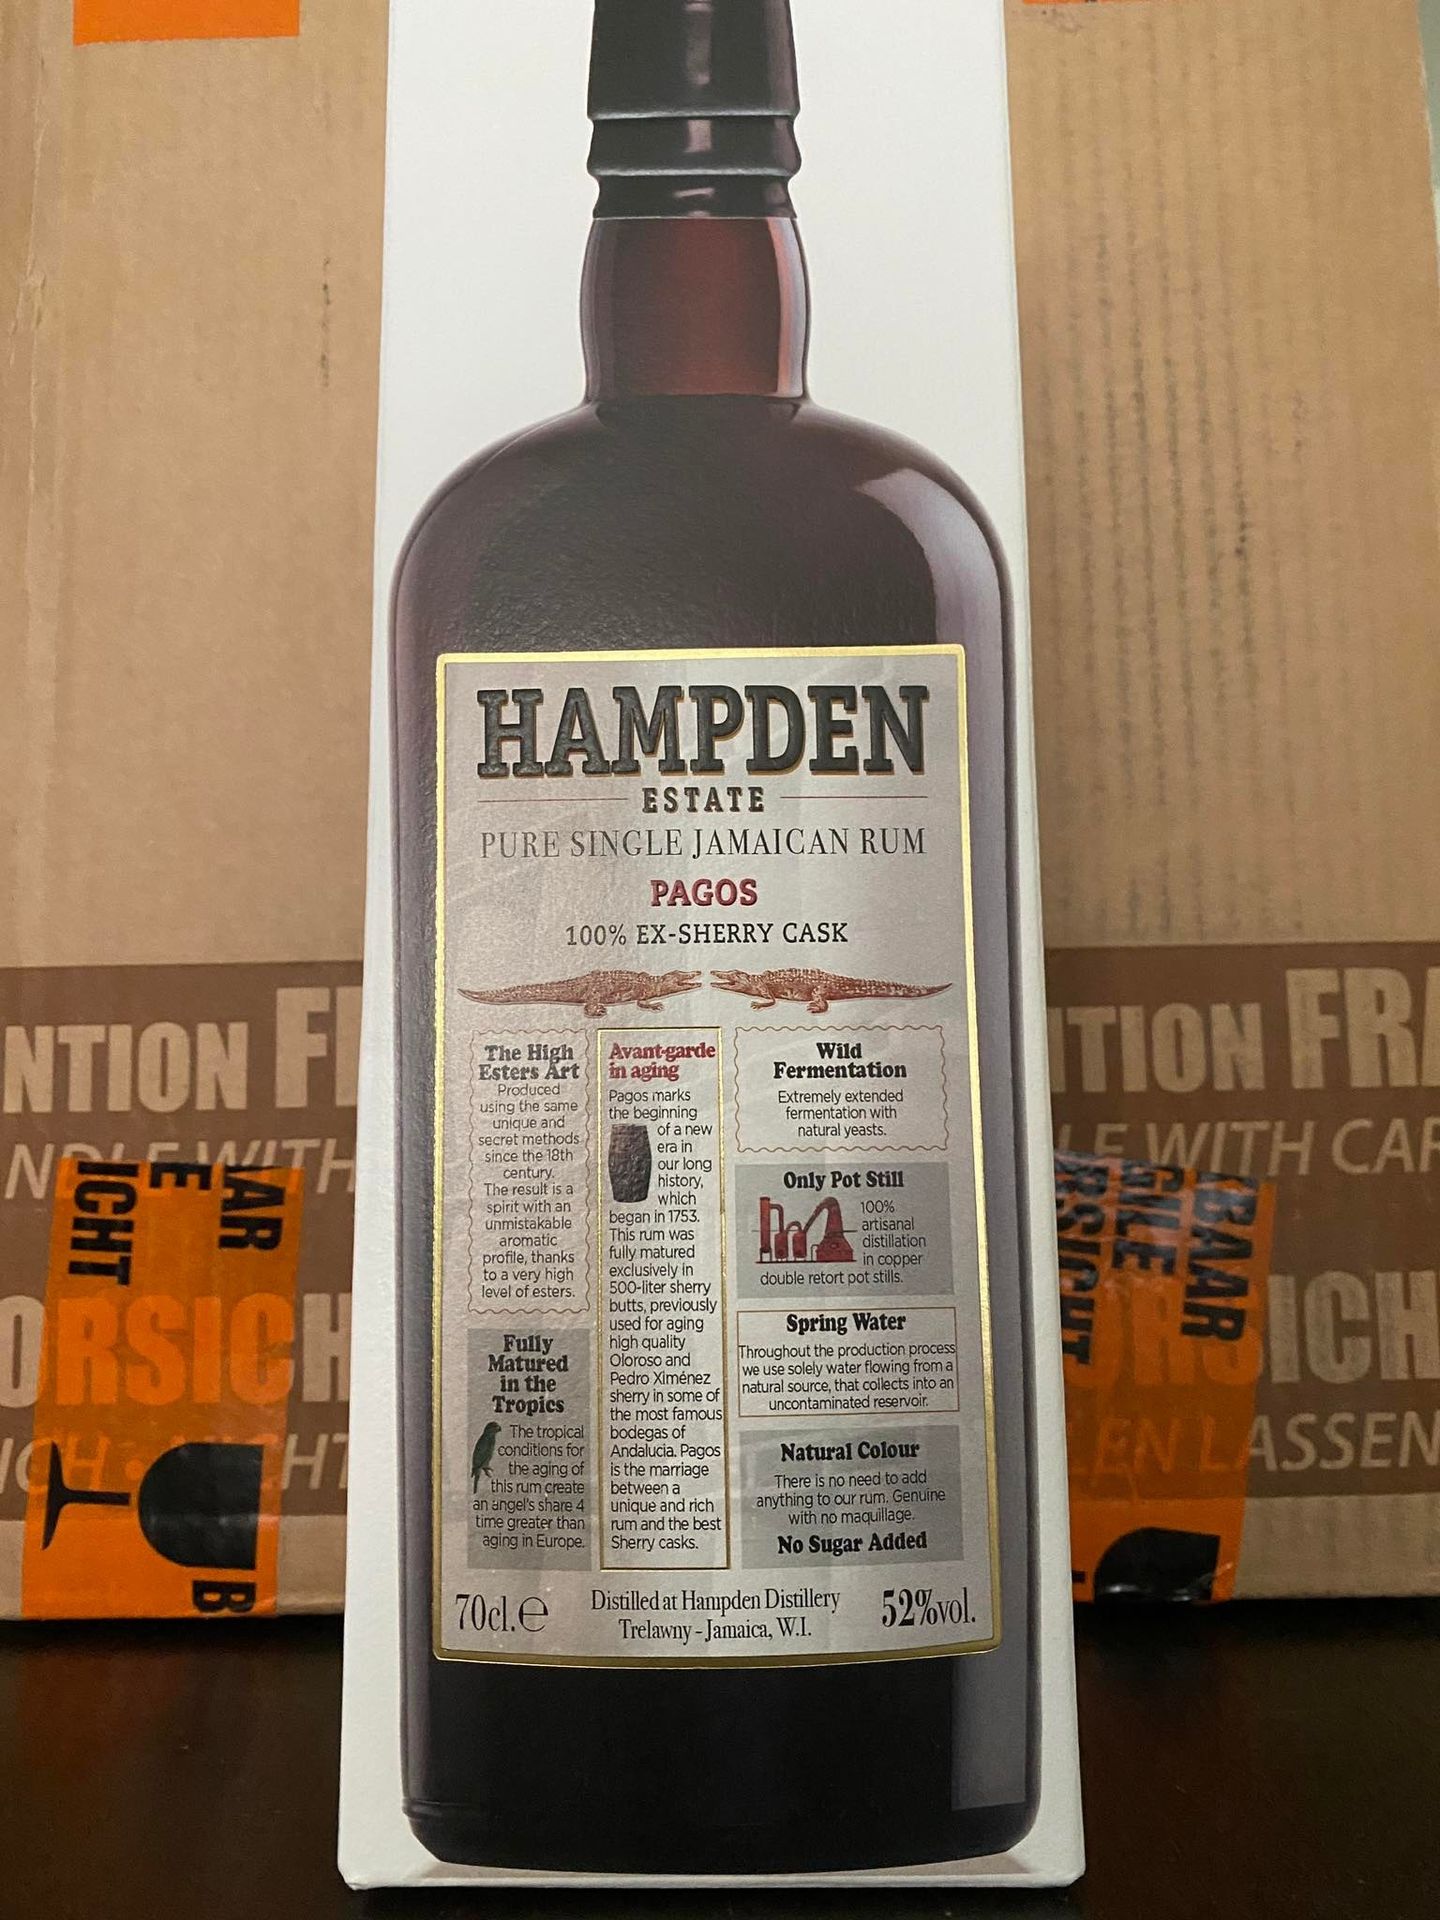 HAMPDEN
ESTATE
PURE SINGLE JAMAICAN RUM
PAGOS
100% EX-SHERRY CASK
The High
Esters Art
Produced
using the same
unique and
secret methods
since the 18th
century.
The result is a
spirit with an
unmistakable
aromatic
profile, thanks
to a very high
level of esters.
Fully
Matured
in the
Tropics
The tropical
conditions for
the aging of
this rum create
an angel's share 4
time greater than
aging in Europe.
Avant-garde
in aging
Pagos marks
the beginning
of a new
era in
our long
history,
which
began in 1753.
This rum was
fully matured
exclusively in
500-liter sherry
butts, previously
used for aging
high quality
Oloroso and
Pedro Ximénez
sherry in some of
the most famous
bodegas of
Andalucia. Pagos
is the marriage
between a
unique and rich
rum and the best
Sherry casks.
Wild
Fermentation
Extremely extended
fermentation with
natural yeasts.
Only Pot Still
100%
artisanal
distillation
in copper
double retort pot stills.
Spring Water
Throughout the production process
we use solely water flowing from a
natural source, that collects into an
uncontaminated reservoir.
Natural Colour
There is no need to add
anything to our rum. Genuine
with no maquillage.
No Sugar Added
70cl.e
Distilled at Hampden Distillery
Trelawny - Jamaica, W.I.
52%vol.
NTION F
NDLE WITH
ORSICH
ICHT
E
AR
B
NTION FRA
LE WITH CAR
RSICH
EN LASSEN
RSICHT
GILE
BAAR